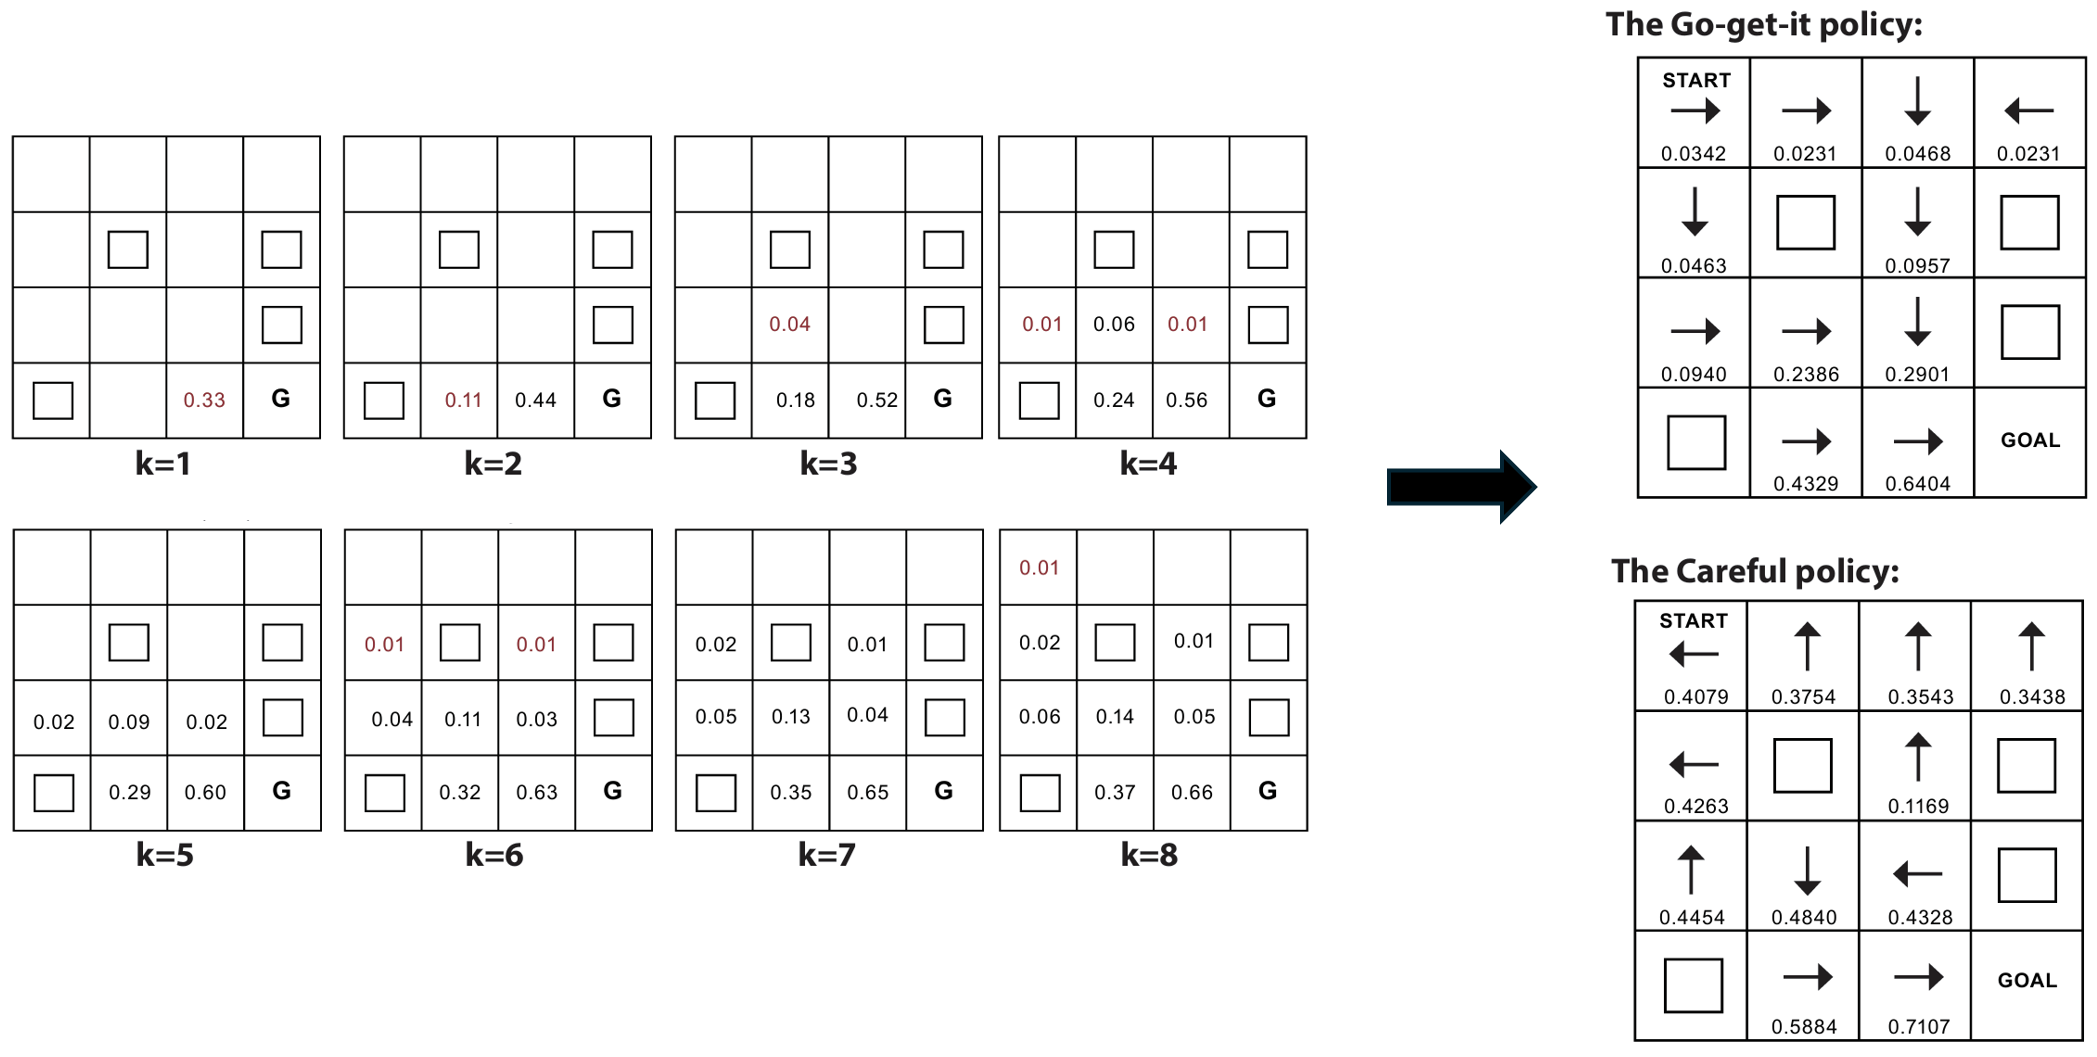 The Go-get-it policy:
START
0.0342 0.0231 0.0468 0.0231
0.0463 0.0957
0.0940 0.2386 0.2901
GOAL
0.4329 0.6404
0.33 G
k=1
0.11 0.44 G
k=2
0.04
0.18 0.52 G
k=3
0.01 0.06 0.01
0.24 0.56 G
k=4
0.02 0.09 0.02
0.29 0.60 G
k=5
0.01 0.01
0.04 0.11 0.03
0.32 0.63 G
k=6
0.02 0.01
0.05 0.13 0.04
0.35 0.65 G
k=7
0.01
0.02 0.01
0.06 0.14 0.05
0.37 0.66 G
k=8
The Careful policy:
START
0.4079 0.3754 0.3543 0.3438
0.4263 0.1169
0.4454 0.4840 0.4328
GOAL
0.5884 0.7107